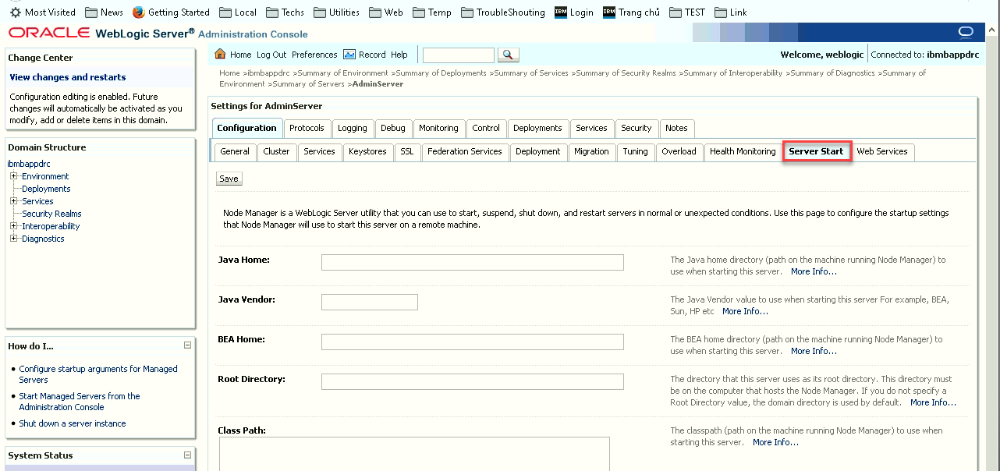 Most Visited News Getting Started Local Techs Utilities Web Temp TroubleShouting IBM Login IBM Trang chủ TEST Link
ORACLE WebLogic Server® Administration Console
Change Center
View changes and restarts
Configuration editing is enabled. Future
changes will automatically be activated as you
modify, add or delete items in this domain.
Domain Structure
ibmbappdrc
Environment
Deployments
Services
Security Realms
Interoperability
Diagnostics
How do I...
Configure startup arguments for Managed
Servers
Start Managed Servers from the
Administration Console
Shut down a server instance
System Status
Home Log Out Preferences Record Help
Welcome, weblogic Connected to: ibmbappdrc
Home >ibmbappdrc >Summary of Environment >Summary of Deployments >Summary of Services >Summary of Security Realms >Summary of Interoperability >Summary of Diagnostics >Summary of
Environment >Summary of Servers >AdminServer
Settings for AdminServer
Configuration Protocols Logging Debug Monitoring Control Deployments Services Security Notes
General Cluster Services Keystores SSL Federation Services Deployment Migration Tuning Overload Health Monitoring Server Start Web Services
Save
Node Manager is a WebLogic Server utility that you can use to start, suspend, shut down, and restart servers in normal or unexpected conditions. Use this page to configure the startup settings
that Node Manager will use to start this server on a remote machine.
Java Home:
The Java home directory (path on the machine running Node Manager) to
use when starting this server. More Info...
Java Vendor:
The Java Vendor value to use when starting this server For example, BEA,
Sun, HP etc More Info...
BEA Home:
The BEA home directory (path on the machine running Node Manager) to
use when starting this server. More Info...
Root Directory:
The directory that this server uses as its root directory. This directory must
be on the computer that hosts the Node Manager. If you do not specify a
Root Directory value, the domain directory is used by default. More Info...
Class Path:
The classpath (path on the machine running Node Manager) to use when
starting this server. More Info...